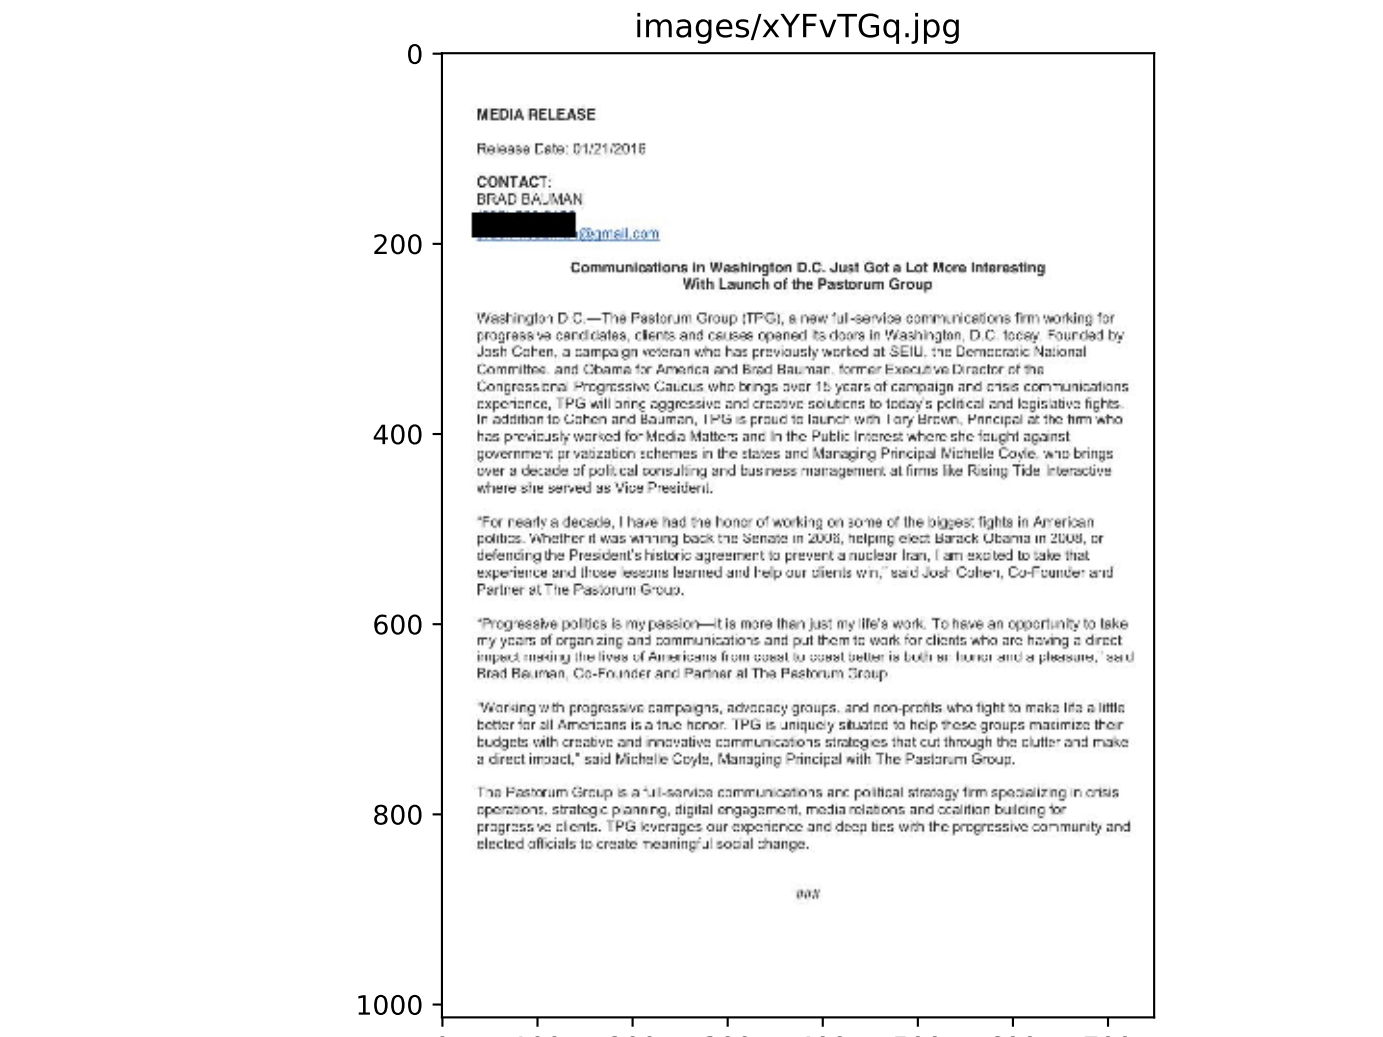 images/xYFvTGq.jpg
0
200
400
600
800
1000
MEDIA RELEASE
Release Date: 01/21/2016
CONTACT:
BRAD BAUMAN
@gmail.com
Communications in Washington D.C. Just Got a Lot More Interesting
With Launch of the Pastorum Group
Washington D.C.—The Pastorum Group (TPG), a new full-service communications firm working for
progressive candidates, clients and causes opened its doors in Washington, D.C. today. Founded by
Josh Cohen, a campaign veteran who has previously worked at SEIU, the Democratic National
Committee, and Obama for America and Brad Bauman, former Executive Director of the
Congressional Progressive Caucus who brings over 15 years of campaign and crisis communications
experience, TPG will bring aggressive and creative solutions to today's political and legislative fights.
In addition to Cohen and Bauman, TPG is proud to launch with Tory Brown, Principal at the firm who
has previously worked for Media Matters and In the Public Interest where she fought against
government privatization schemes in the states and Managing Principal Michelle Coyle, who brings
over a decade of political consulting and business management at firms like Rising Tide Interactive
where she served as Vice President.
"For nearly a decade, I have had the honor of working on some of the biggest fights in American
politics. Whether it was winning back the Senate in 2006, helping elect Barack Obama in 2008, or
defending the President's historic agreement to prevent a nuclear Iran, I am excited to take that
experience and those lessons learned and help our clients win," said Josh Cohen, Co-Founder and
Partner at The Pastorum Group.
"Progressive politics is my passion—it is more than just my life's work. To have an opportunity to take
my years of organizing and communications and put them to work for clients who are having a direct
impact making the lives of Americans from coast to coast better is both an honor and a pleasure," said
Brad Bauman, Co-Founder and Partner at The Pastorum Group
"Working with progressive campaigns, advocacy groups, and non-profits who fight to make life a little
better for all Americans is a true honor. TPG is uniquely situated to help these groups maximize their
budgets with creative and innovative communications strategies that cut through the clutter and make
a direct impact," said Michelle Coyle, Managing Principal with The Pastorum Group.
The Pastorum Group is a full-service communications and political strategy firm specializing in crisis
operations, strategic planning, digital engagement, media relations and coalition building for
progressive clients. TPG leverages our experience and deep ties with the progressive community and
elected officials to create meaningful social change.
###